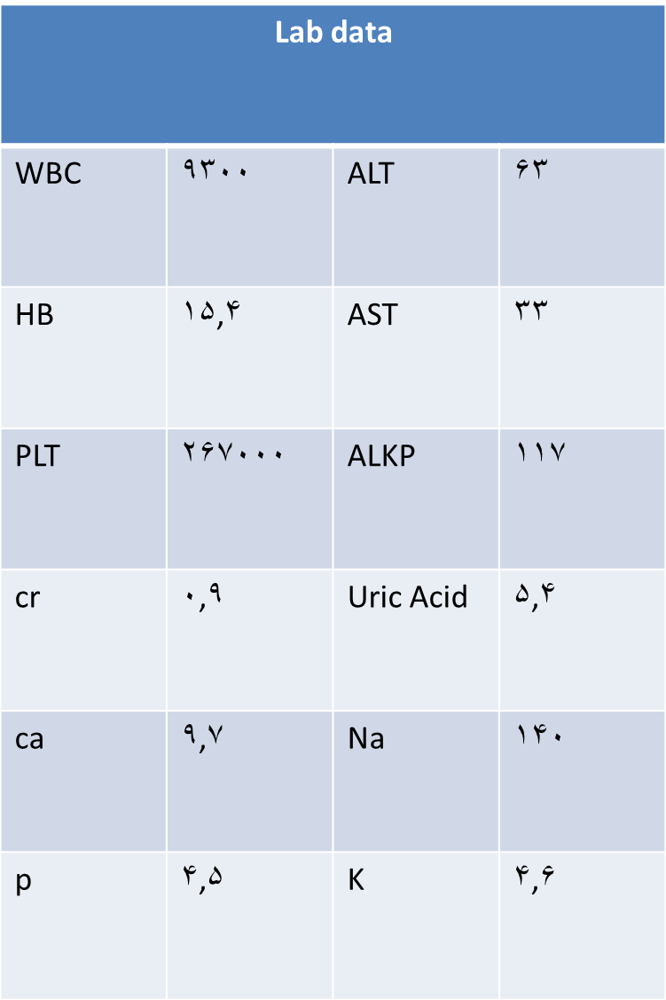 Lab data
WBC ۹۳۰۰ ALT ۶۳
HB ۱۵,۴ AST ۳۳
PLT ۲۶۷۰۰۰ ALKP ۱۱۷
cr ۰,۹ Uric Acid ۵,۴
ca ۹,۷ Na ۱۴۰
p ۴,۵ K ۴,۶